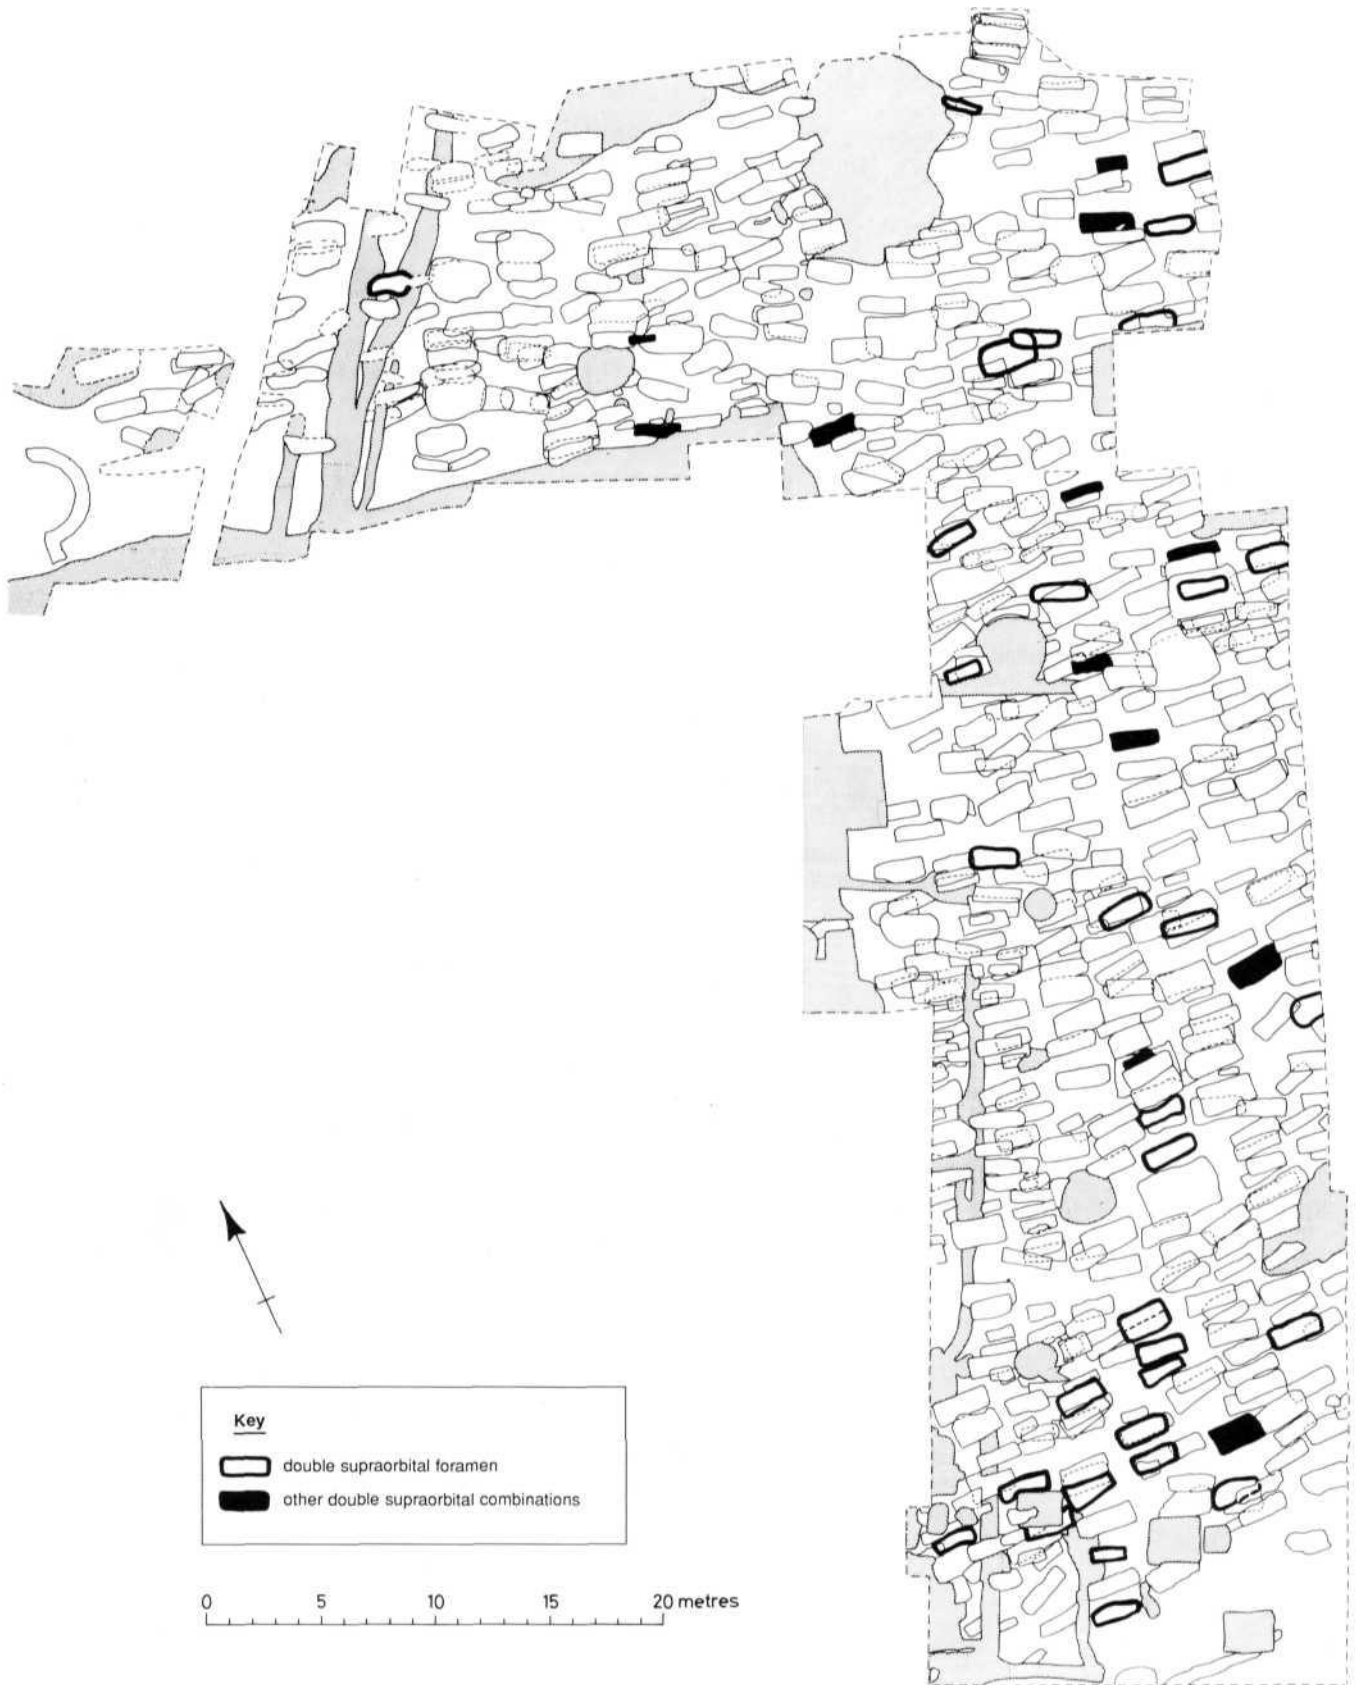 Key
double supraorbital foramen
other double supraorbital combinations
0 5 10 15 20 metres